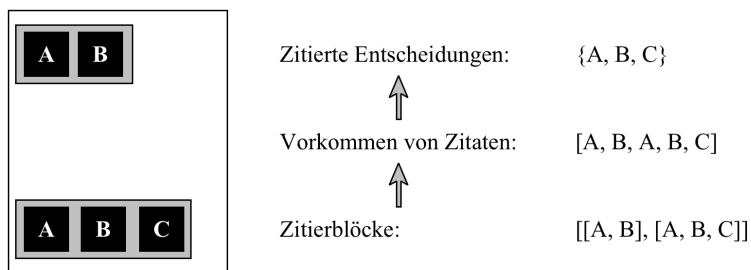 A B
Zitierte Entscheidungen: {A, B, C}
Vorkommen von Zitaten: [A, B, A, B, C]
A B C
Zitierblöcke: [[A, B], [A, B, C]]